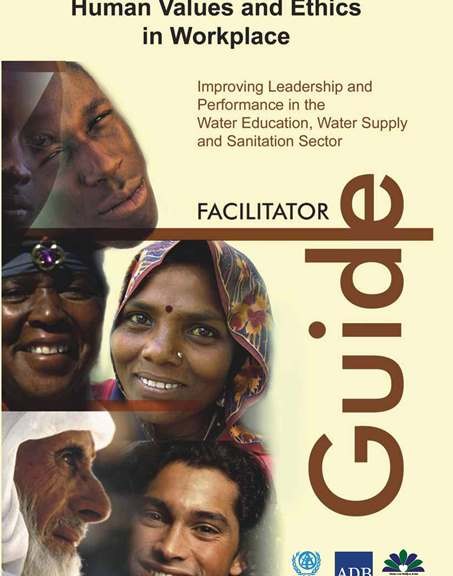 Human Values and Ethics
in Workplace
Improving Leadership and
Performance in the
Water Education, Water Supply
and Sanitation Sector
FACILITATOR
Guide
ADB